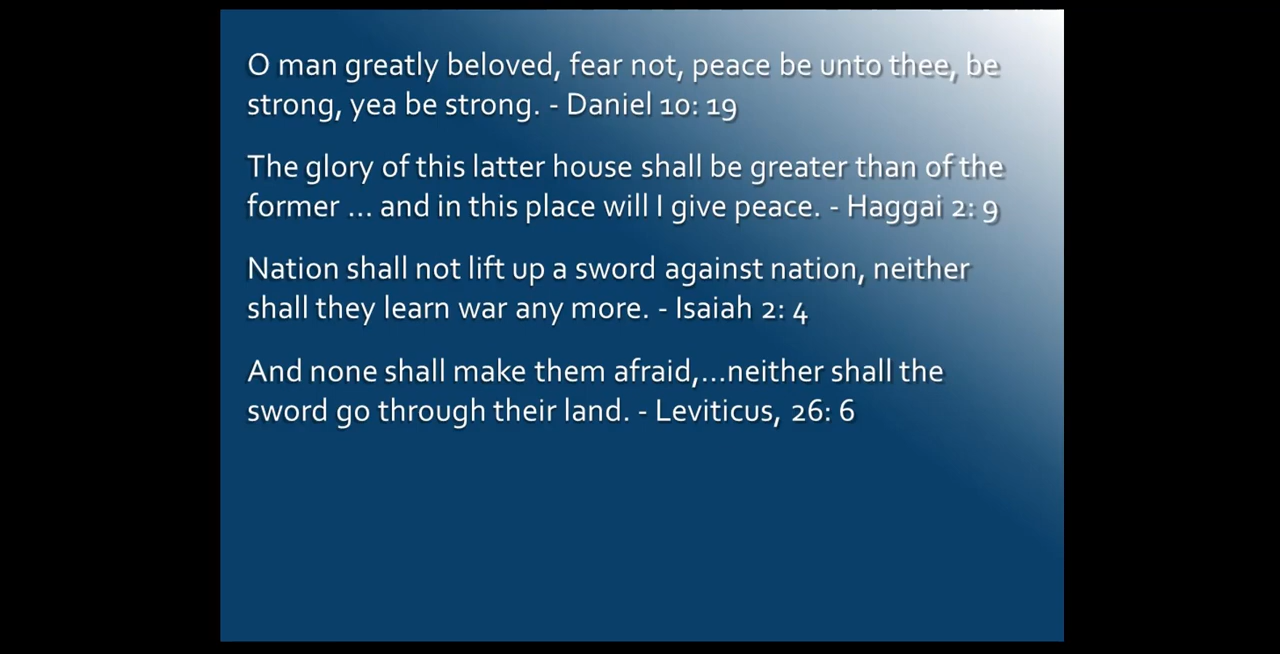 O man greatly beloved, fear not, peace be unto thee, be
strong, yea be strong. - Daniel 10: 19
The glory of this latter house shall be greater than of the
former ... and in this place will I give peace. - Haggai 2: 9
Nation shall not lift up a sword against nation, neither
shall they learn war any more. - Isaiah 2: 4
And none shall make them afraid,...neither shall the
sword go through their land. - Leviticus, 26: 6